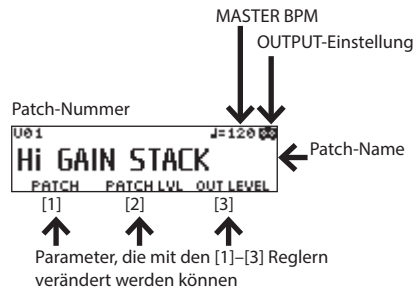 MASTER BPM
OUTPUT-Einstellung
Patch-Nummer
U01 ♩=120
Hi GAIN STACK
Patch-Name
PATCH PATCH LVL OUT LEVEL
[1] [2] [3]
Parameter, die mit den [1]–[3] Reglern
verändert werden können